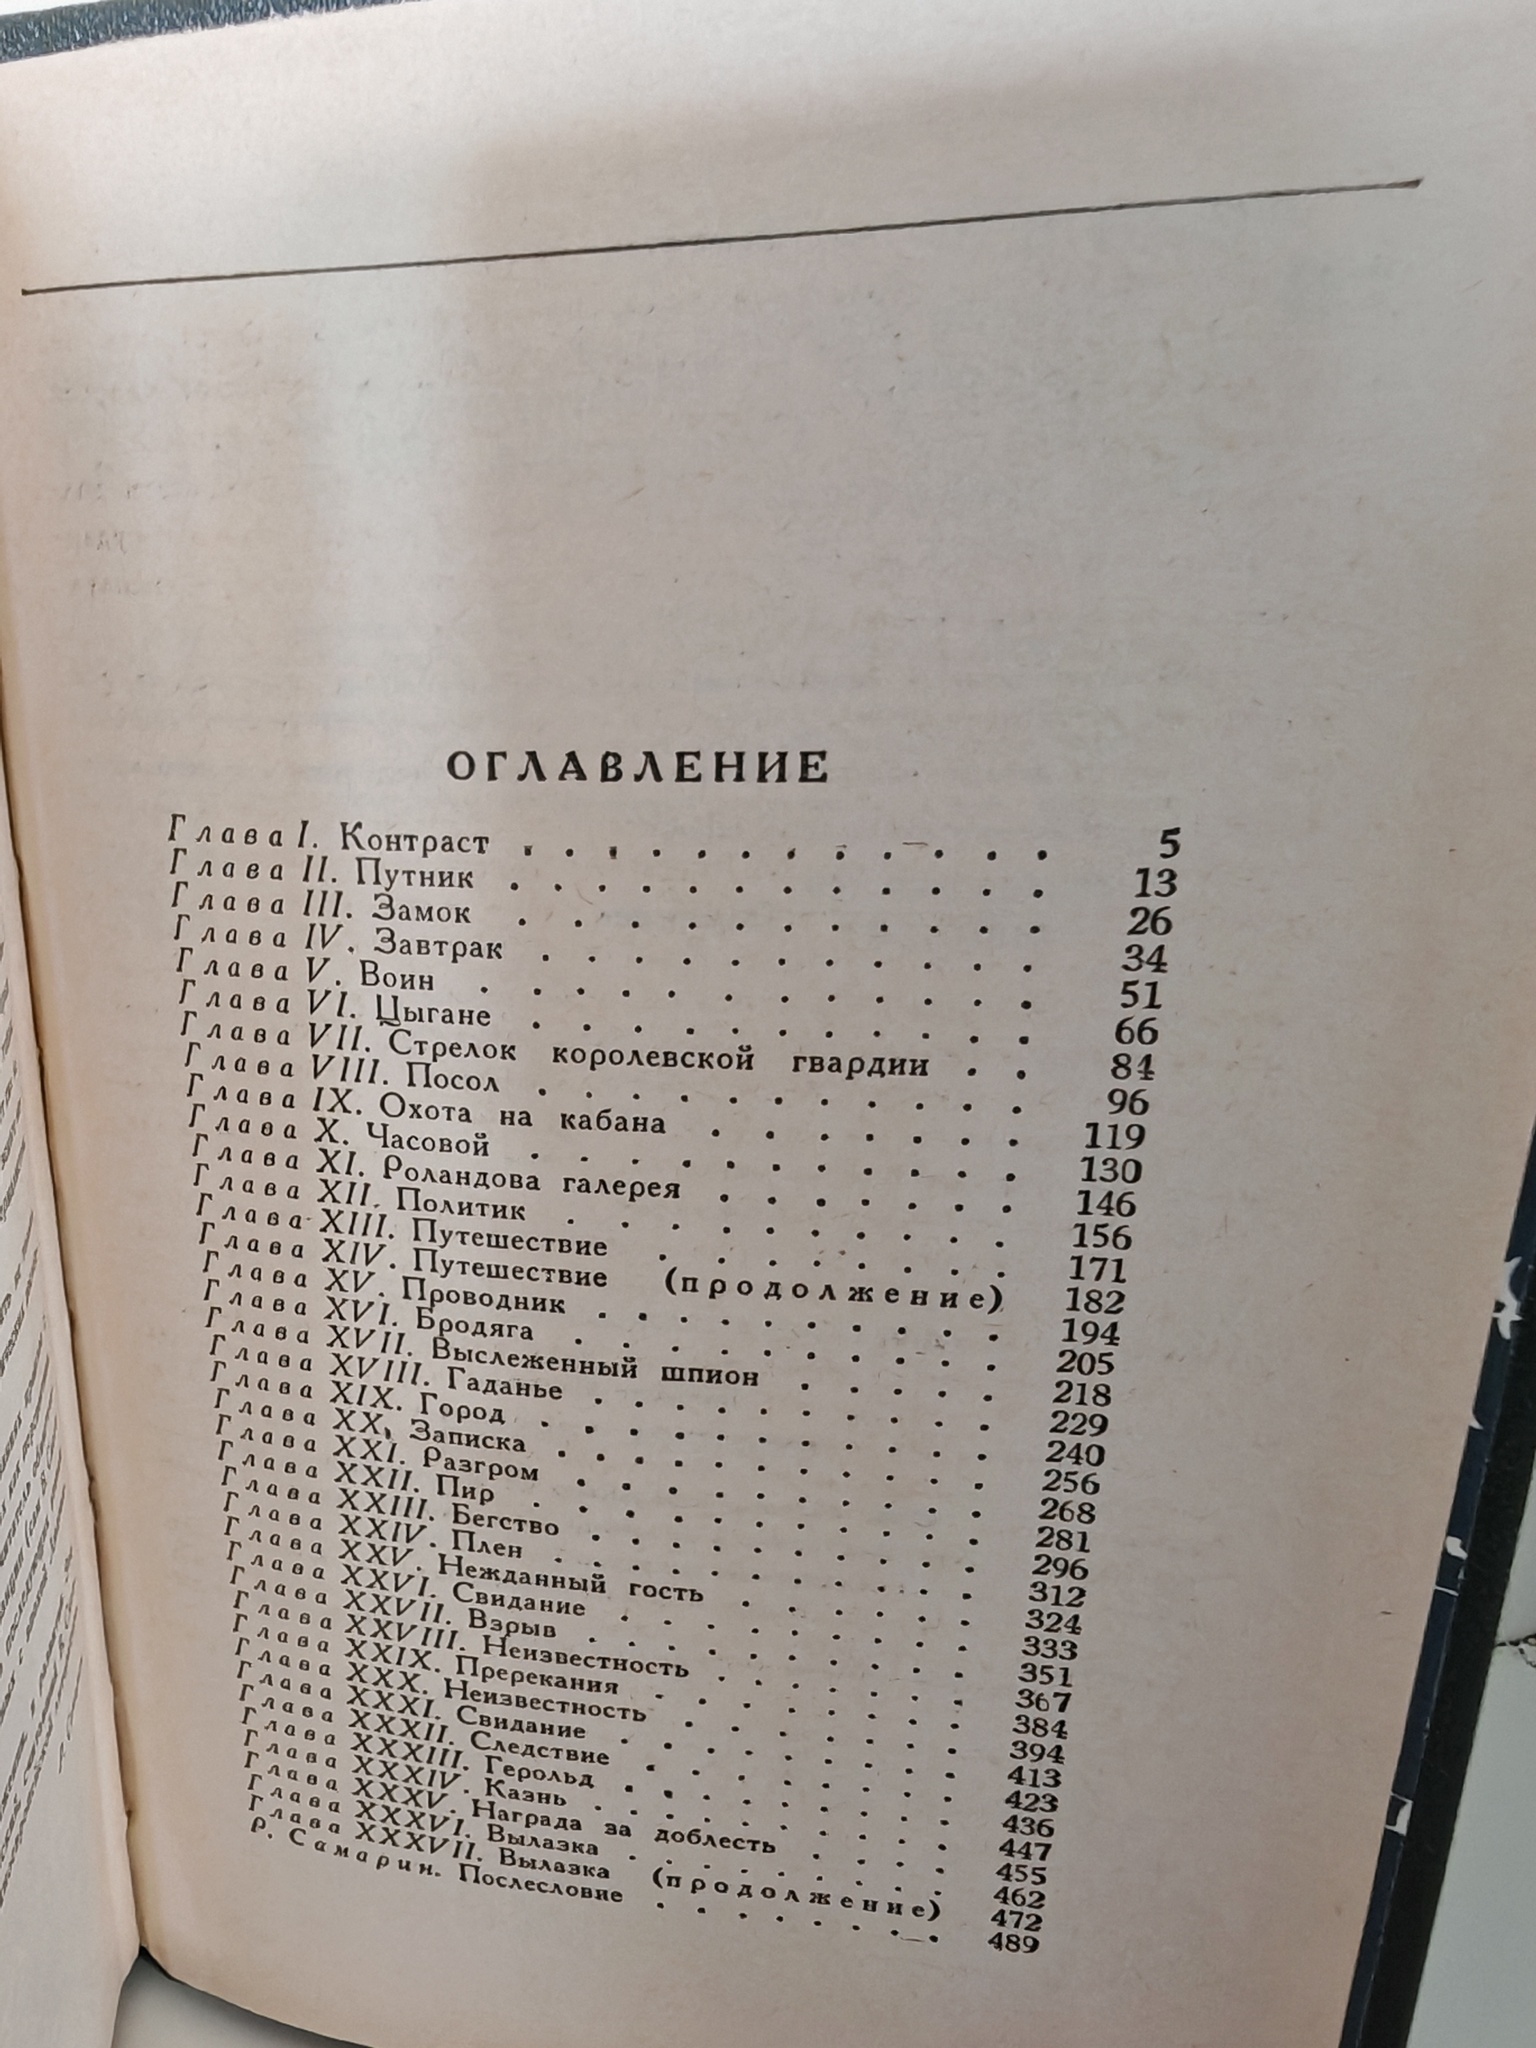 ОГЛАВЛЕНИЕ
Глава I. Контраст . . . . . . . . . . . . . 5
Глава II. Путник . . . . . . . . . . . . . 13
Глава III. Замок . . . . . . . . . . . . 26
Глава IV. Завтрак . . . . . . . . . . . 34
Глава V. Воин . . . . . . . . . . . . . 51
Глава VI. Цыгане . . . . . . . . . . . . 66
Глава VII. Стрелок королевской гвардии . . 84
Глава VIII. Посол . . . . . . . . . . . 96
Глава IX. Охота на кабана . . . . . . . 119
Глава X. Часовой . . . . . . . . . . . 130
Глава XI. Роландова галерея . . . . . . . 146
Глава XII. Политик . . . . . . . . . 156
Глава XIII. Путешествие . . . . . . . . 171
Глава XIV. Путешествие (продолжение) 182
Глава XV. Проводник . . . . . . . . . . 194
Глава XVI. Бродяга . . . . . . . . . . 205
Глава XVII. Выслеженный шпион . . . . . 218
Глава XVIII. Гаданье . . . . . . . . . . 229
Глава XIX. Город . . . . . . . . . . . 240
Глава XX. Записка . . . . . . . . . . 256
Глава XXI. Разгром . . . . . . . . . . 268
Глава XXII. Пир . . . . . . . . . . 281
Глава XXIII. Бегство . . . . . . . . . 296
Глава XXIV. Плен . . . . . . . . . . 312
Глава XXV. Нежданный гость . . . . . . 324
Глава XXVI. Свидание . . . . . . . . . 333
Глава XXVII. Взрыв . . . . . . . . . 351
Глава XXVIII. Неизвестность . . . . . . 367
Глава XXIX. Пререкания . . . . . . . . 384
Глава XXX. Неизвестность . . . . . . . 394
Глава XXXI. Свидание . . . . . . . . 413
Глава XXXII. Следствие . . . . . . . . 423
Глава XXXIII. Герольд . . . . . . . . 436
Глава XXXIV. Казнь . . . . . . . . . 447
Глава XXXV. Награда за доблесть . . . . 455
Глава XXXVI. Вылазка . . . . . . . . 462
Глава XXXVII. Вылазка (продолжение) 472
Р. Самарин. Послесловие . . . . . . . . 489